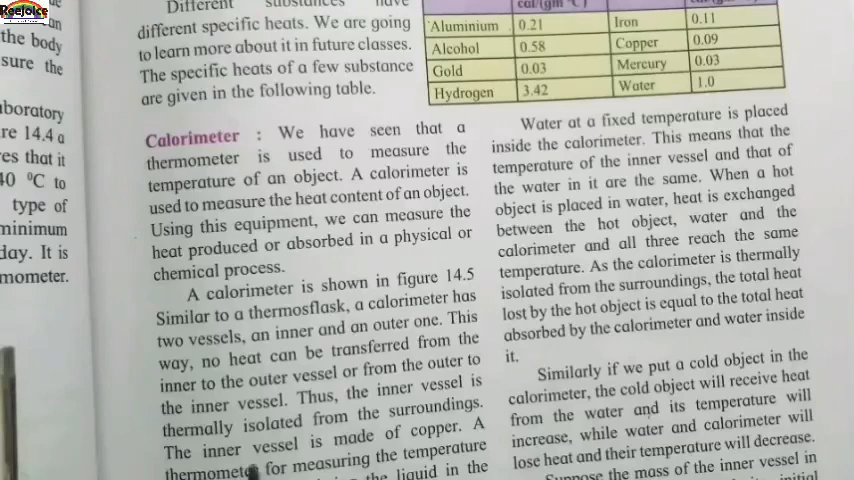 Reejoice
the body
sure the
aboratory
re 14.4 a
es that it
40 ⁰C to
type of
minimum
day. It is
mometer.
Different substances have
different specific heats. We are going
to learn more about it in future classes.
The specific heats of a few substance
are given in the following table.
Calorimeter : We have seen that a
thermometer is used to measure the
temperature of an object. A calorimeter is
used to measure the heat content of an object.
Using this equipment, we can measure the
heat produced or absorbed in a physical or
chemical process.
A calorimeter is shown in figure 14.5
Similar to a thermosflask, a calorimeter has
two vessels, an inner and an outer one. This
way, no heat can be transferred from the
inner to the outer vessel or from the outer to
the inner vessel. Thus, the inner vessel is
thermally isolated from the surroundings.
The inner vessel is made of copper. A
thermometer for measuring the temperature
the liquid in the
cal/(gm °C)
Aluminium 0.21 Iron 0.11
Alcohol 0.58 Copper 0.09
Gold 0.03 Mercury 0.03
Hydrogen 3.42 Water 1.0
Water at a fixed temperature is placed
inside the calorimeter. This means that the
temperature of the inner vessel and that of
the water in it are the same. When a hot
object is placed in water, heat is exchanged
between the hot object, water and the
calorimeter and all three reach the same
temperature. As the calorimeter is thermally
isolated from the surroundings, the total heat
lost by the hot object is equal to the total heat
absorbed by the calorimeter and water inside
it.
Similarly if we put a cold object in the
calorimeter, the cold object will receive heat
from the water and its temperature will
increase, while water and calorimeter will
lose heat and their temperature will decrease.
Suppose the mass of the inner vessel in
initial